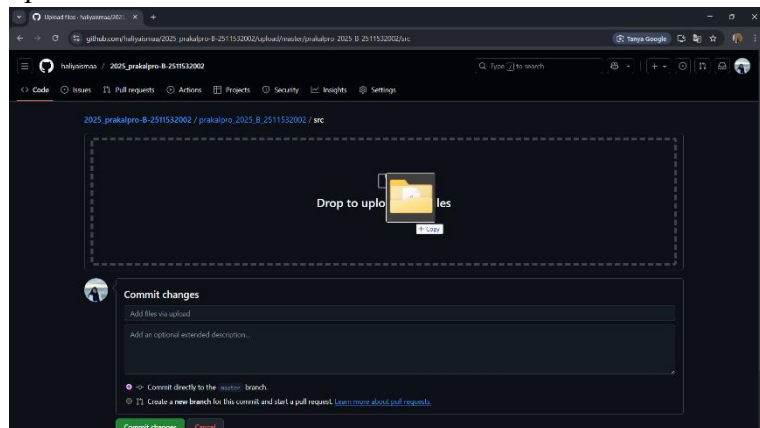 Upload files · haliyaismaa/202
github.com/haliyaismaa/2025_prakalpro-B-2511532002/upload/master/prakalpro_2025_B_2511532002/src
Tanya Google
haliyaismaa / 2025_prakalpro-B-2511532002
Type / to search
Code Issues Pull requests Actions Projects Security Insights Settings
2025_prakalpro-B-2511532002 / prakalpro_2025_B_2511532002 / src
Drop to uplo les
+ Copy
Commit changes
Add files via upload
Add an optional extended description...
Commit directly to the master branch.
Create a new branch for this commit and start a pull request. Learn more about pull requests.
Commit changes Cancel